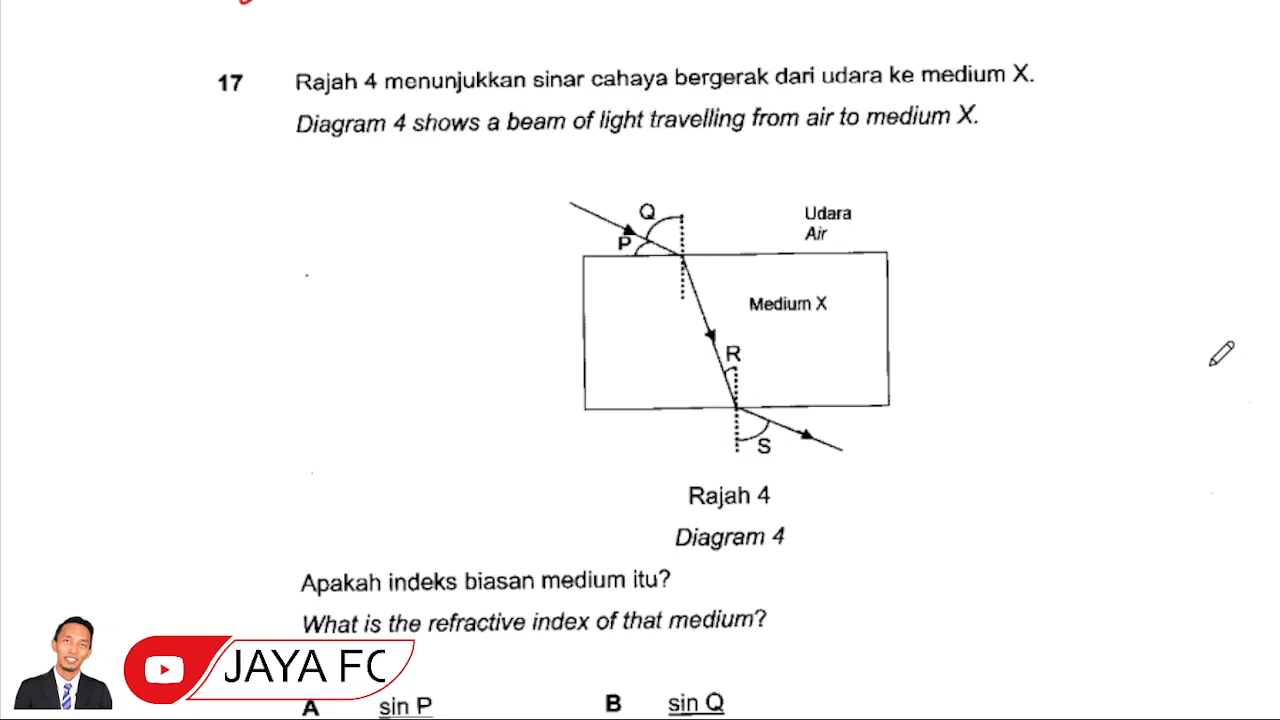 17 Rajah 4 menunjukkan sinar cahaya bergerak dari udara ke medium X.
Diagram 4 shows a beam of light travelling from air to medium X.
Q
P
Udara
Air
Medium X
R
S
Rajah 4
Diagram 4
Apakah indeks biasan medium itu?
What is the refractive index of that medium?
JAYA FC
A sin P B sin Q